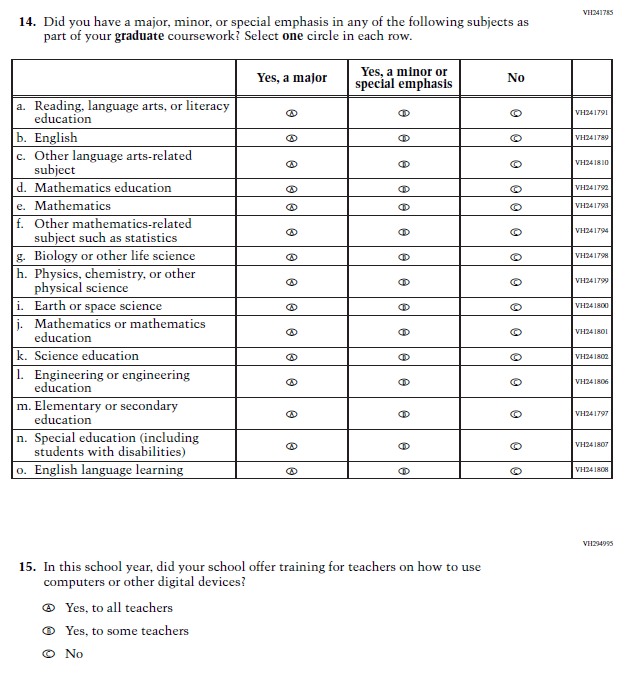 VH241785
14. Did you have a major, minor, or special emphasis in any of the following subjects as
part of your graduate coursework? Select one circle in each row.
Yes, a major
Yes, a minor or
special emphasis
No
a. Reading, language arts, or literacy
education
Ⓐ Ⓑ Ⓒ VH241791
b. English Ⓐ Ⓑ Ⓒ VH241789
c. Other language arts-related
subject
Ⓐ Ⓑ Ⓒ VH241810
d. Mathematics education Ⓐ Ⓑ Ⓒ VH241792
e. Mathematics Ⓐ Ⓑ Ⓒ VH241793
f. Other mathematics-related
subject such as statistics
Ⓐ Ⓑ Ⓒ VH241794
g. Biology or other life science Ⓐ Ⓑ Ⓒ VH241798
h. Physics, chemistry, or other
physical science
Ⓐ Ⓑ Ⓒ VH241799
i. Earth or space science Ⓐ Ⓑ Ⓒ VH241800
j. Mathematics or mathematics
education
Ⓐ Ⓑ Ⓒ VH241801
k. Science education Ⓐ Ⓑ Ⓒ VH241802
l. Engineering or engineering
education
Ⓐ Ⓑ Ⓒ VH241806
m. Elementary or secondary
education
Ⓐ Ⓑ Ⓒ VH241797
n. Special education (including
students with disabilities)
Ⓐ Ⓑ Ⓒ VH241807
o. English language learning Ⓐ Ⓑ Ⓒ VH241808
VH294995
15. In this school year, did your school offer training for teachers on how to use
computers or other digital devices?
Ⓐ Yes, to all teachers
Ⓑ Yes, to some teachers
Ⓒ No